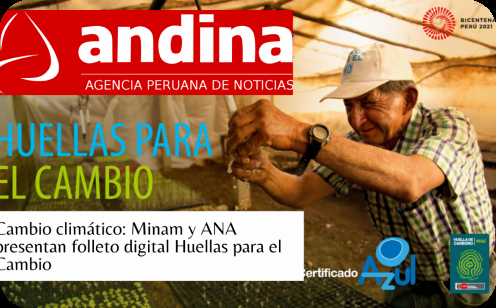 andina
AGENCIA PERUANA DE NOTICIAS
BICENTENA
PERÚ 2021
HUELLAS PARA
EL CAMBIO
Cambio climático: Minam y ANA
presentan folleto digital Huellas para el
Cambio
Certificado
Azul
HUELLA DE
CARBONO
PERÚ